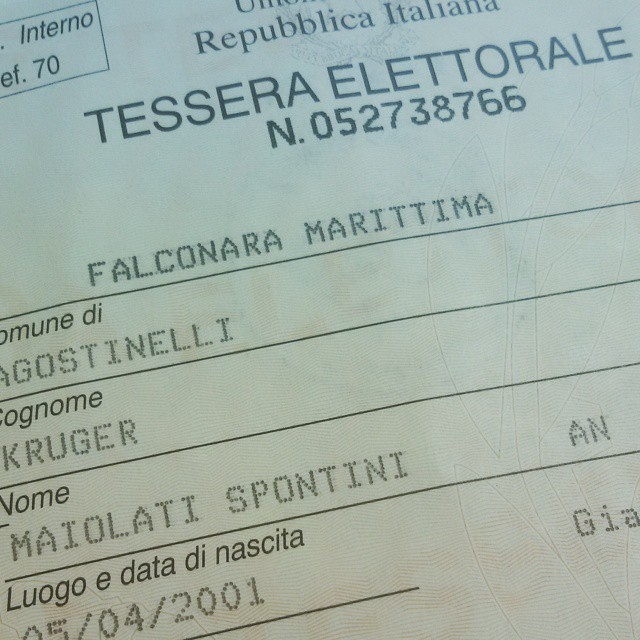 Repubblica Italiana
. Interno
ef. 70
TESSERA ELETTORALE
N. 052738766
FALCONARA MARITTIMA
omune di
AGOSTINELLI
Cognome
KRUGER
Nome
MAIOLATI SPONTINI AN
Luogo e data di nascita
05/04/2001 Gia